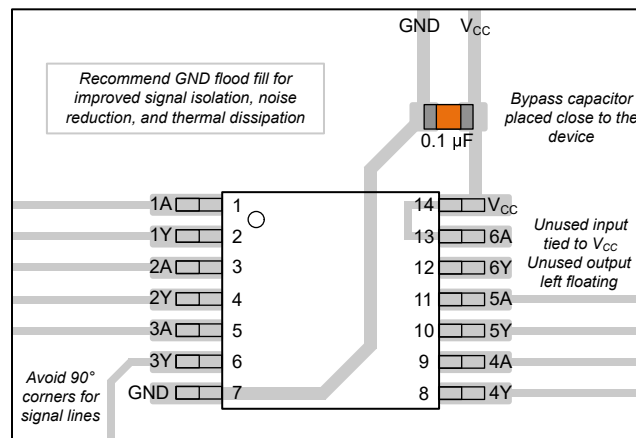 GND VCC
Recommend GND flood fill for
improved signal isolation, noise
reduction, and thermal dissipation
Bypass capacitor
placed close to the
device
0.1 µF
1A 1 14 VCC
1Y 2 13 6A
2A 3 12 6Y
2Y 4 11 5A
3A 5 10 5Y
3Y 6 9 4A
GND 7 8 4Y
Unused input
tied to VCC
Unused output
left floating
Avoid 90°
corners for
signal lines